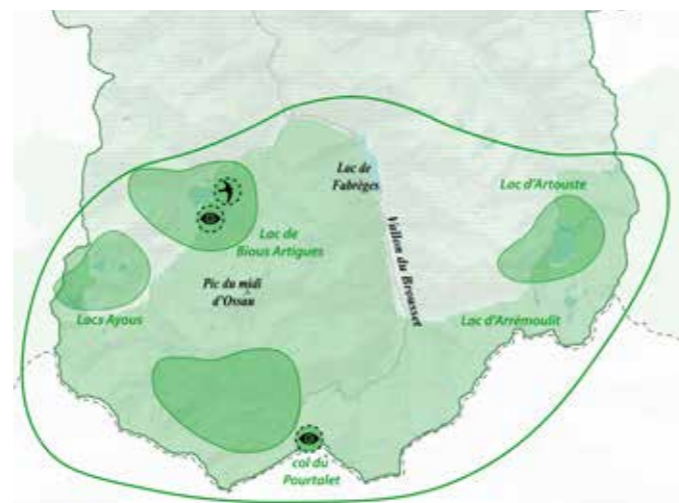 Lac de
Fabrèges
Lac d'Artouste
Lac de
Bious Artigues
Vallon du Brousset
Pic du midi
d'Ossau
Lacs Ayous
Lac d'Arrémoulit
col du
Pourtalet